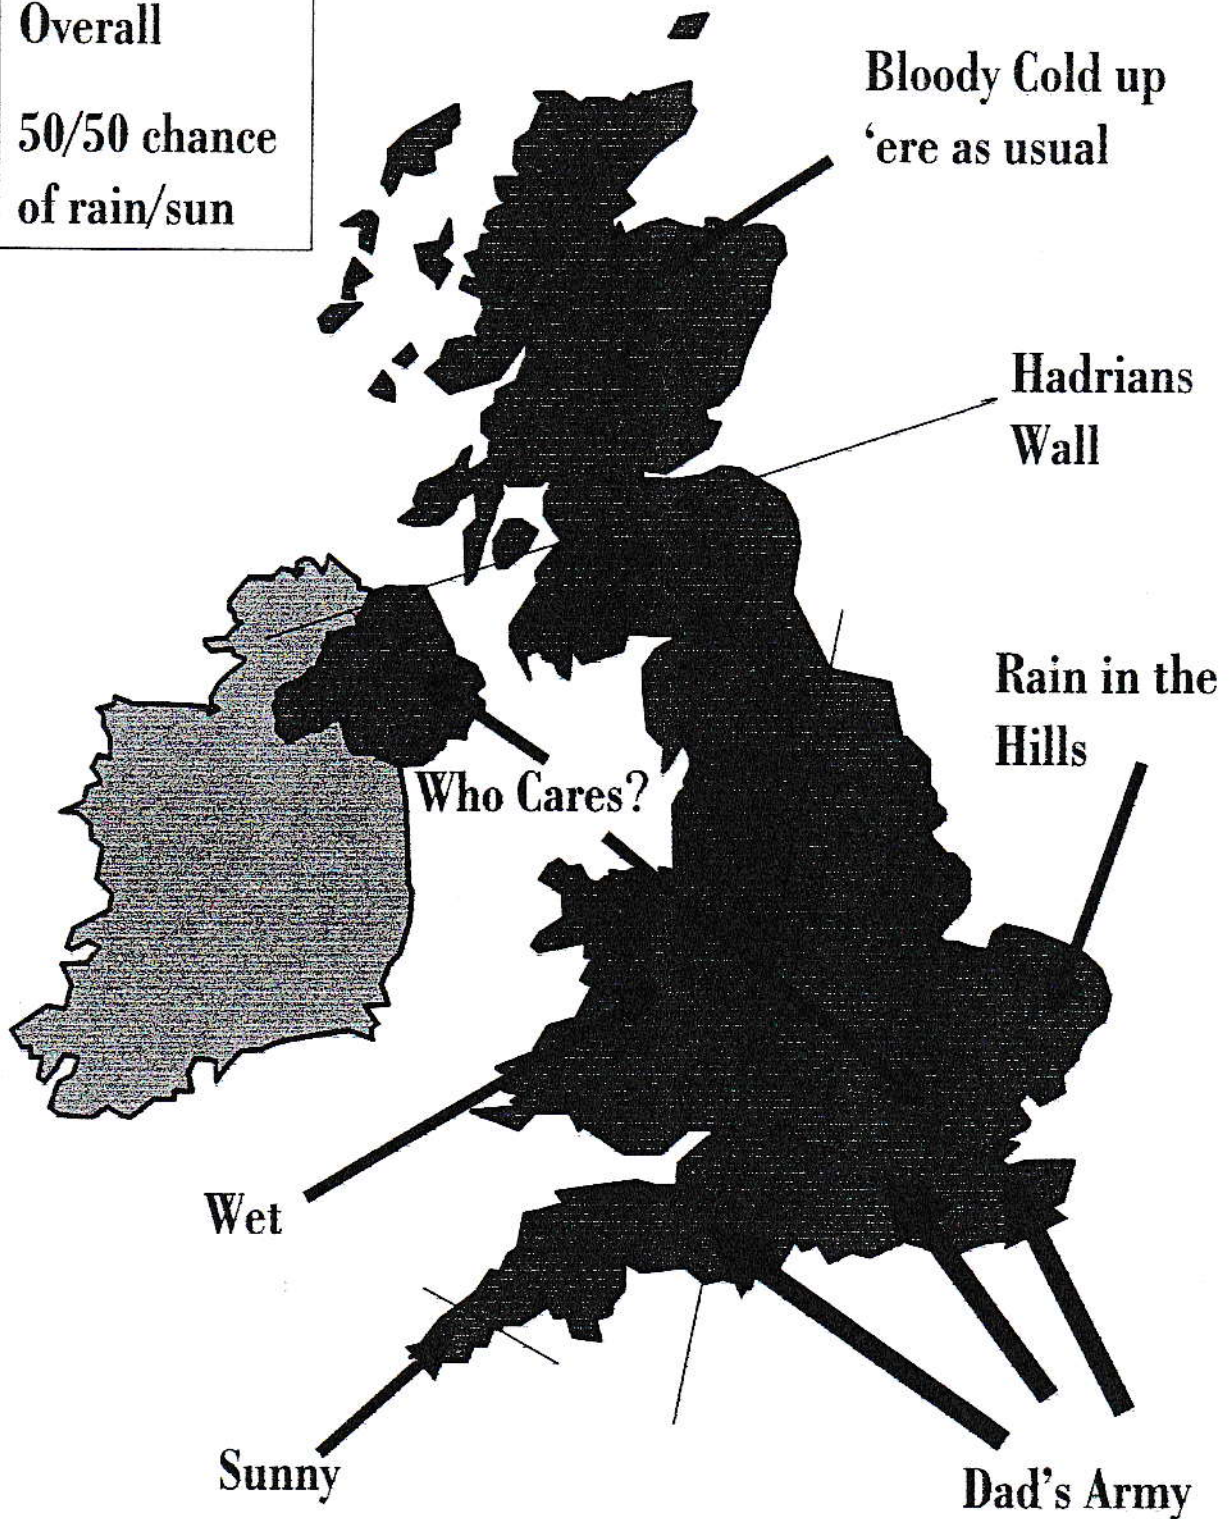 Overall
50/50 chance
of rain/sun
Bloody Cold up
‘ere as usual
Hadrians
Wall
Rain in the
Hills
Who Cares?
Wet
Sunny
Dad's Army